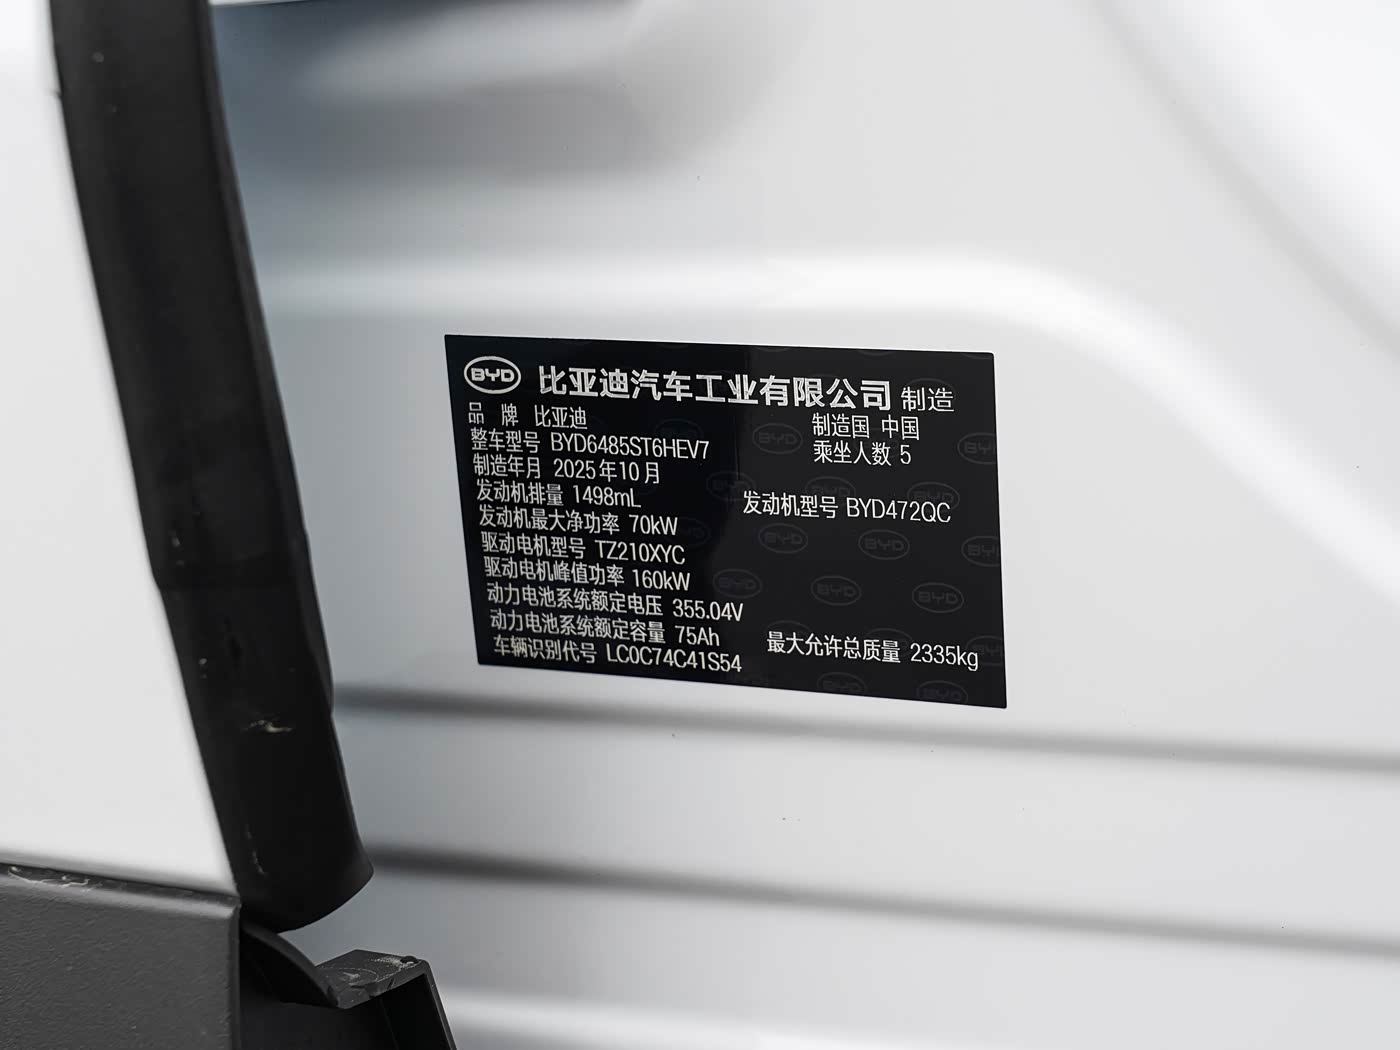 BYD 比亚迪汽车工业有限公司 制造
品 牌 比亚迪 制造国 中国
整车型号 BYD6485ST6HEV7 乘坐人数 5
制造年月 2025年10月
发动机排量 1498mL 发动机型号 BYD472QC
发动机最大净功率 70kW
驱动电机型号 TZ210XYC
驱动电机峰值功率 160kW
动力电池系统额定电压 355.04V
动力电池系统额定容量 75Ah 最大允许总质量 2335kg
车辆识别代号 LC0C74C41S54